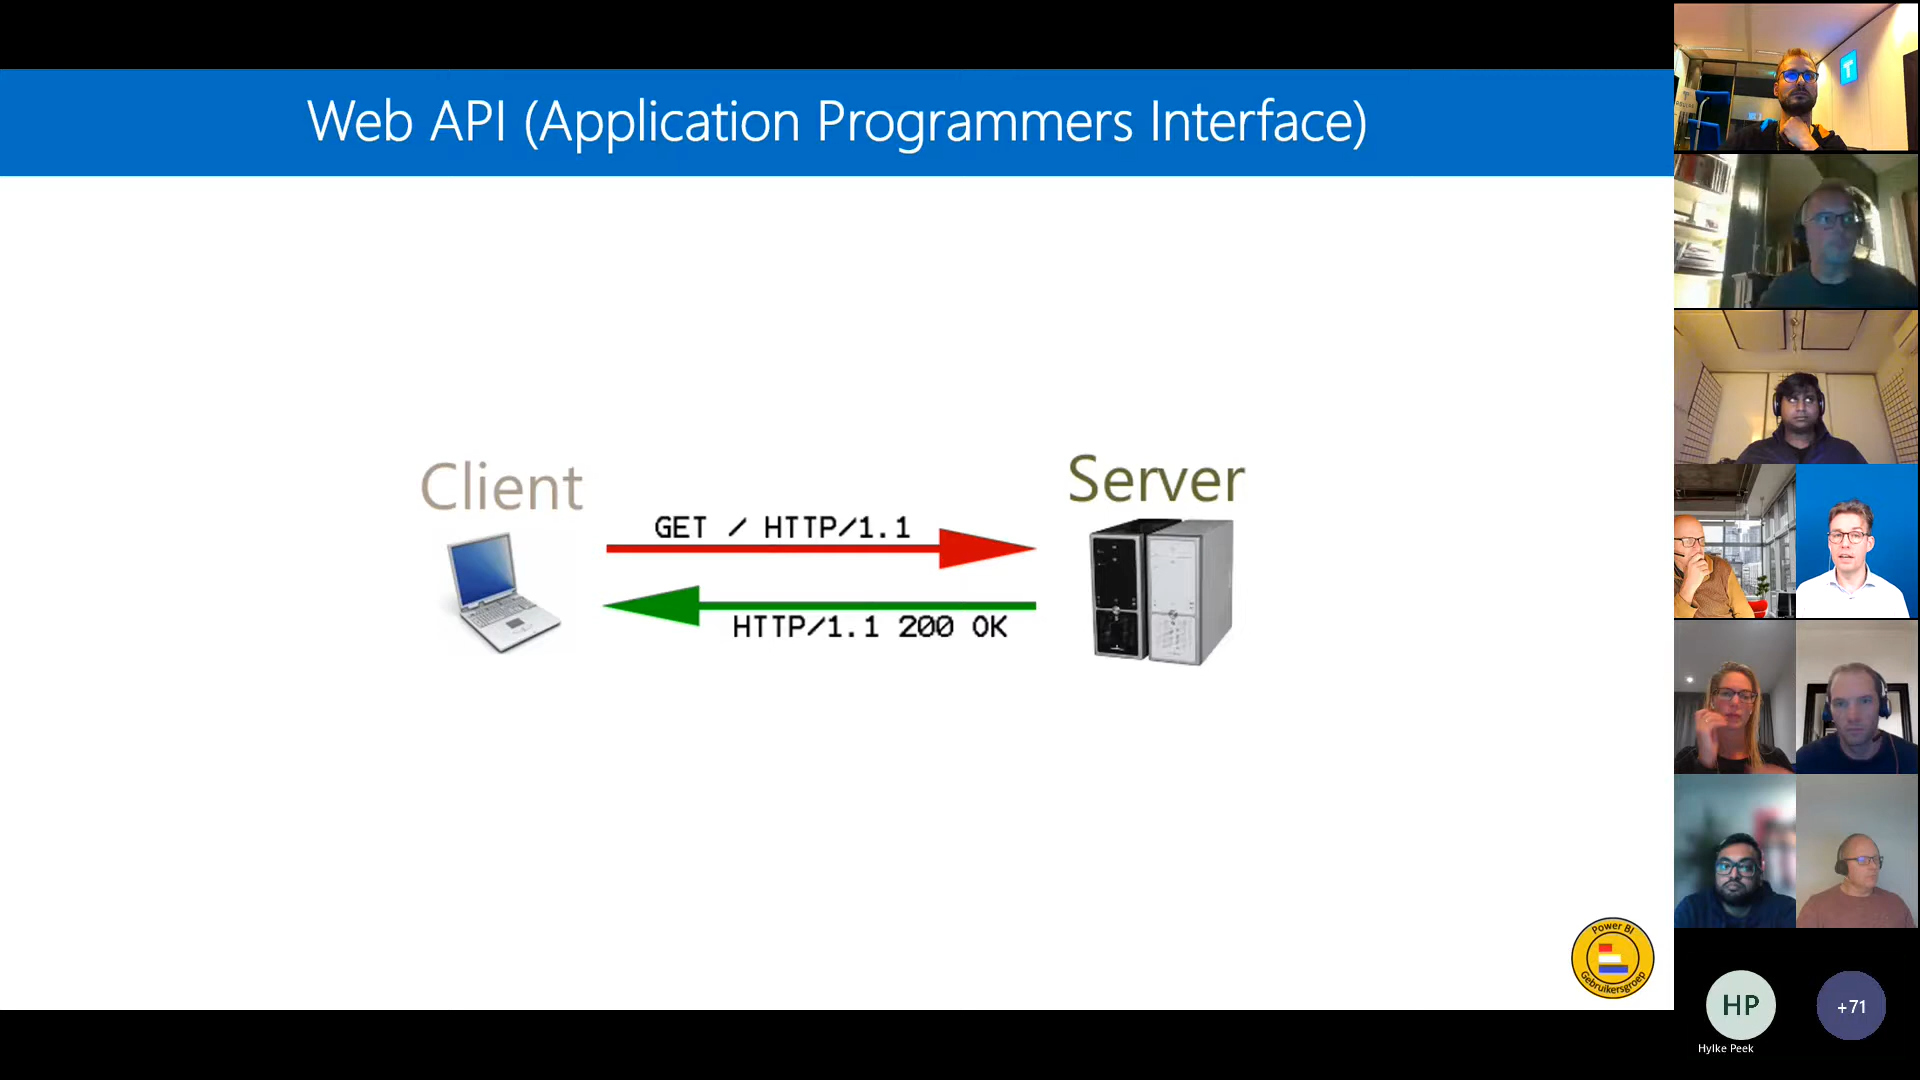 Web API (Application Programmers Interface)
Client
Server
GET / HTTP/1.1
HTTP/1.1 200 OK
Power BI
Gebruikersgroep
T
HP
+71
Hylke Peek